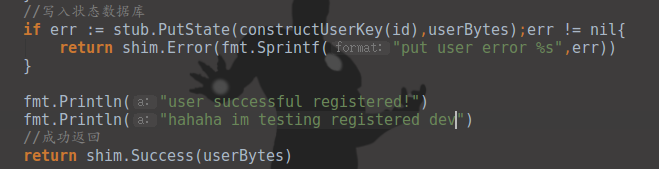 //写入状态数据库
if err := stub.PutState(constructUserKey(id),userBytes);err != nil{
return shim.Error(fmt.Sprintf( format: "put user error %s",err))
}
fmt.Println( a: "user successful registered!")
fmt.Println( a: "hahaha im testing registered dev")
//成功返回
return shim.Success(userBytes)